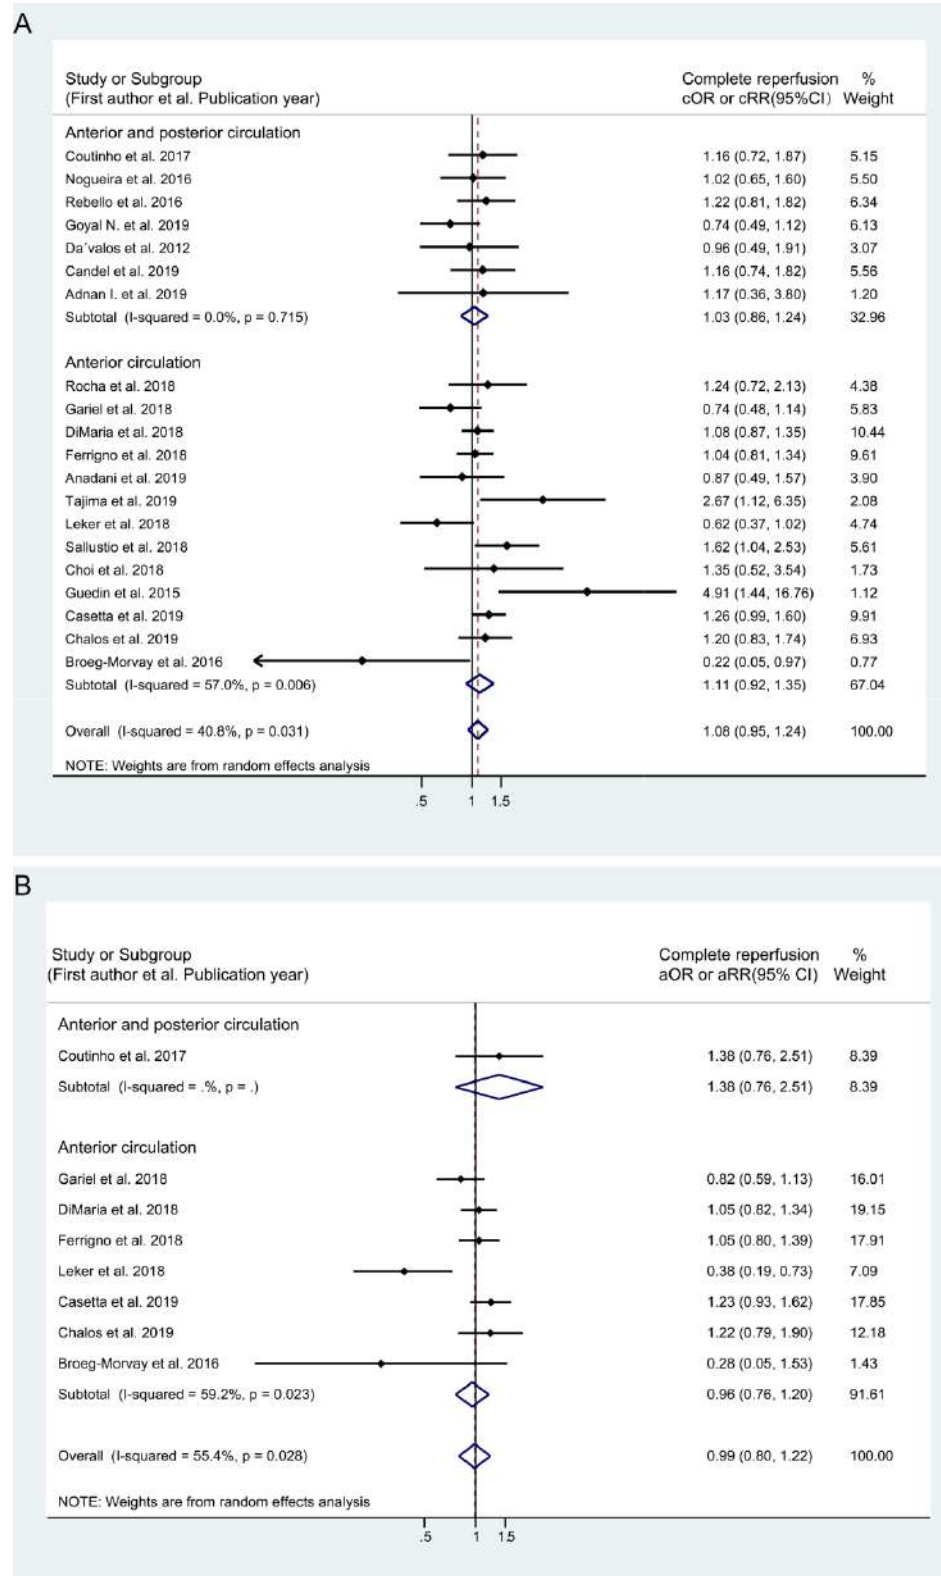 A
Study or Subgroup Complete reperfusion %
(First author et al. Publication year) cOR or cRR(95%CI) Weight
Anterior and posterior circulation
Coutinho et al. 2017 1.16 (0.72, 1.87) 5.15
Nogueira et al. 2016 1.02 (0.65, 1.60) 5.50
Rebello et al. 2016 1.22 (0.81, 1.82) 6.34
Goyal N. et al. 2019 0.74 (0.49, 1.12) 6.13
Da´valos et al. 2012 0.96 (0.49, 1.91) 3.07
Candel et al. 2019 1.16 (0.74, 1.82) 5.56
Adnan I. et al. 2019 1.17 (0.36, 3.80) 1.20
Subtotal (I-squared = 0.0%, p = 0.715) 1.03 (0.86, 1.24) 32.96
Anterior circulation
Rocha et al. 2018 1.24 (0.72, 2.13) 4.38
Gariel et al. 2018 0.74 (0.48, 1.14) 5.83
DiMaria et al. 2018 1.08 (0.87, 1.35) 10.44
Ferrigno et al. 2018 1.04 (0.81, 1.34) 9.61
Anadani et al. 2019 0.87 (0.49, 1.57) 3.90
Tajima et al. 2019 2.67 (1.12, 6.35) 2.08
Leker et al. 2018 0.62 (0.37, 1.02) 4.74
Sallustio et al. 2018 1.62 (1.04, 2.53) 5.61
Choi et al. 2018 1.35 (0.52, 3.54) 1.73
Guedin et al. 2015 4.91 (1.44, 16.76) 1.12
Casetta et al. 2019 1.26 (0.99, 1.60) 9.91
Chalos et al. 2019 1.20 (0.83, 1.74) 6.93
Broeg-Morvay et al. 2016 0.22 (0.05, 0.97) 0.77
Subtotal (I-squared = 57.0%, p = 0.006) 1.11 (0.92, 1.35) 67.04
Overall (I-squared = 40.8%, p = 0.031) 1.08 (0.95, 1.24) 100.00
NOTE: Weights are from random effects analysis
.5 1 1.5
B
Study or Subgroup Complete reperfusion %
(First author et al. Publication year) aOR or aRR(95% CI) Weight
Anterior and posterior circulation
Coutinho et al. 2017 1.38 (0.76, 2.51) 8.39
Subtotal (I-squared = .%, p = .) 1.38 (0.76, 2.51) 8.39
Anterior circulation
Gariel et al. 2018 0.82 (0.59, 1.13) 16.01
DiMaria et al. 2018 1.05 (0.82, 1.34) 19.15
Ferrigno et al. 2018 1.05 (0.80, 1.39) 17.91
Leker et al. 2018 0.38 (0.19, 0.73) 7.09
Casetta et al. 2019 1.23 (0.93, 1.62) 17.85
Chalos et al. 2019 1.22 (0.79, 1.90) 12.18
Broeg-Morvay et al. 2016 0.28 (0.05, 1.53) 1.43
Subtotal (I-squared = 59.2%, p = 0.023) 0.96 (0.76, 1.20) 91.61
Overall (I-squared = 55.4%, p = 0.028) 0.99 (0.80, 1.22) 100.00
NOTE: Weights are from random effects analysis
.5 1 1.5